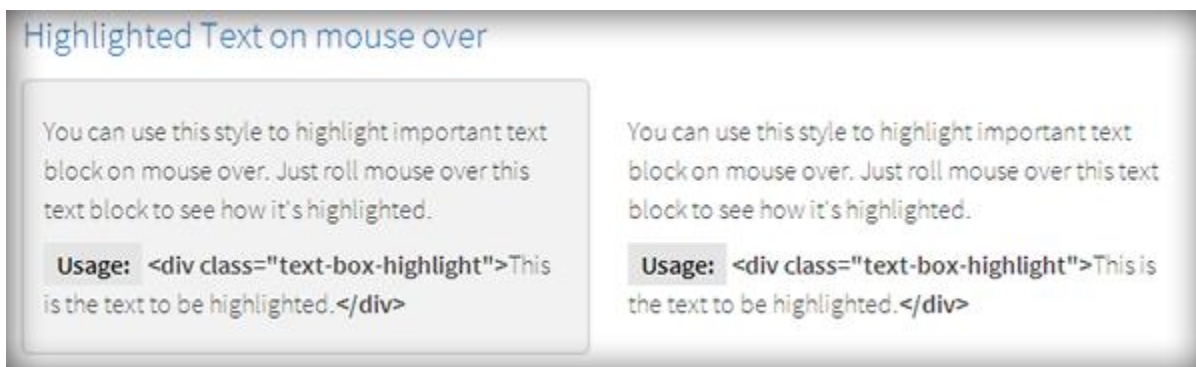 Highlighted Text on mouse over
You can use this style to highlight important text
block on mouse over. Just roll mouse over this
text block to see how it's highlighted.
Usage: <div class="text-box-highlight">This
is the text to be highlighted.</div>
You can use this style to highlight important text
block on mouse over. Just roll mouse over this text
block to see how it's highlighted.
Usage: <div class="text-box-highlight">This is
the text to be highlighted.</div>